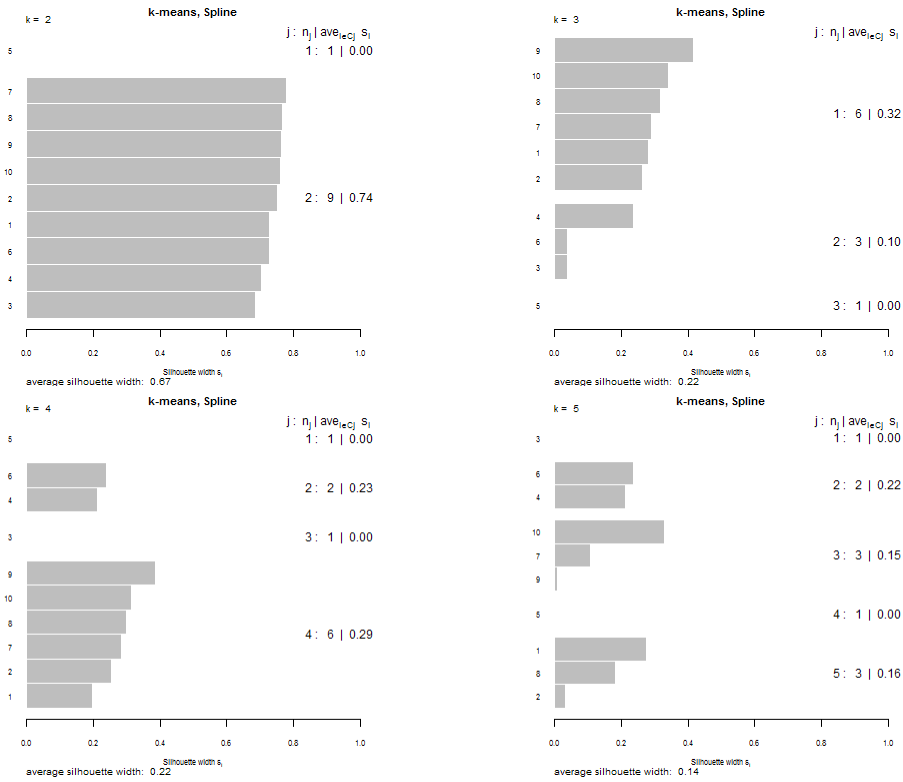 k-means, Spline
k = 2
j : nj | aveiєCj si
5
1 : 1 | 0.00
7
8
9
10
2
2 : 9 | 0.74
1
6
4
3
0.0 0.2 0.4 0.6 0.8 1.0
Silhouette width si
average silhouette width: 0.67
k-means, Spline
k = 3
j : nj | aveiєCj si
9
10
8
1 : 6 | 0.32
7
1
2
4
6
2 : 3 | 0.10
3
5
3 : 1 | 0.00
0.0 0.2 0.4 0.6 0.8 1.0
Silhouette width si
average silhouette width: 0.22
k-means, Spline
k = 4
j : nj | aveiєCj si
5
1 : 1 | 0.00
6
2 : 2 | 0.23
4
3
3 : 1 | 0.00
9
10
8
4 : 6 | 0.29
7
2
1
0.0 0.2 0.4 0.6 0.8 1.0
Silhouette width si
average silhouette width: 0.22
k-means, Spline
k = 5
j : nj | aveiєCj si
3
1 : 1 | 0.00
6
2 : 2 | 0.22
4
10
7
3 : 3 | 0.15
9
5
4 : 1 | 0.00
1
8
5 : 3 | 0.16
2
0.0 0.2 0.4 0.6 0.8 1.0
Silhouette width si
average silhouette width: 0.14